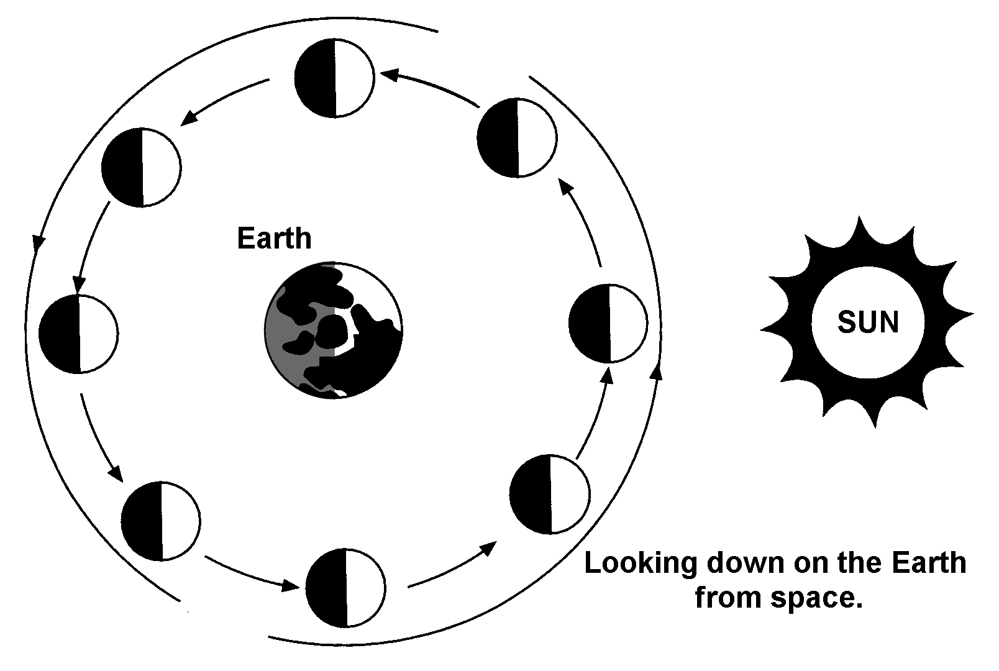 Earth
SUN
Looking down on the Earth
from space.